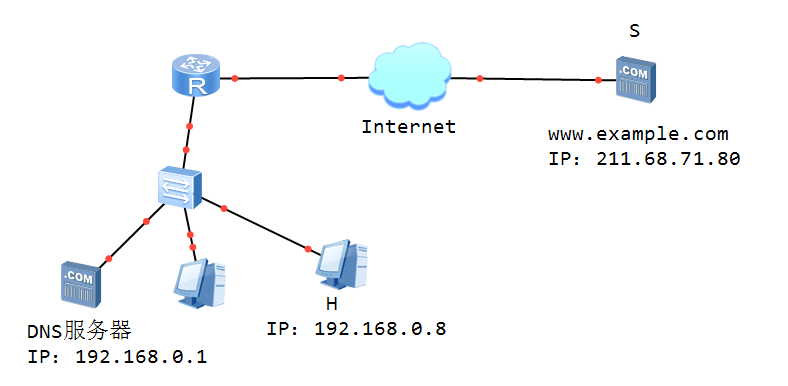 S
.COM
R
Internet
www.example.com
IP: 211.68.71.80
.COM
H
IP: 192.168.0.8
DNS服务器
IP: 192.168.0.1